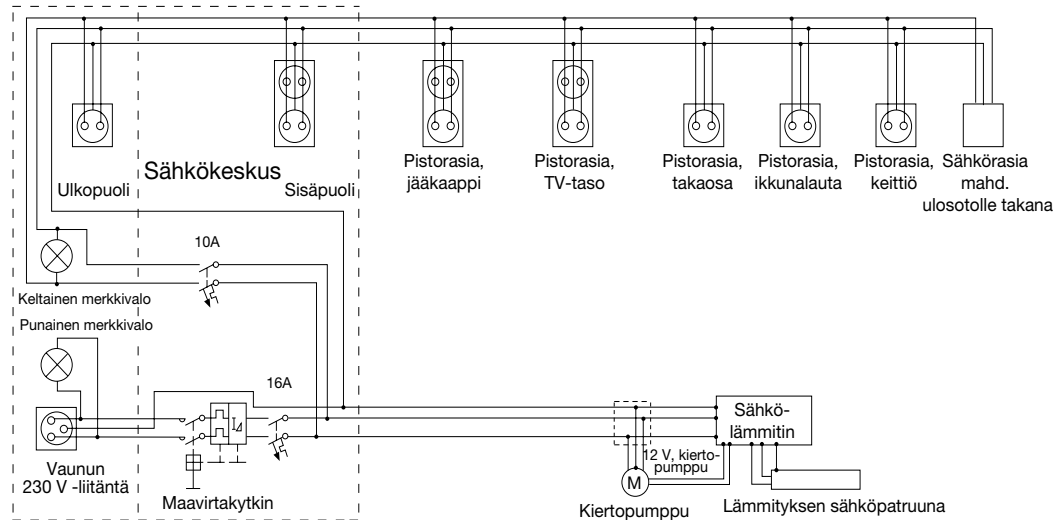 Ulkopuoli
Sähkökeskus
Sisäpuoli
Pistorasia,
jääkaappi
Pistorasia,
TV-taso
Pistorasia,
takaosa
Pistorasia,
ikkunalauta
Pistorasia,
keittiö
Sähkörasia
mahd.
ulosotolle takana
10A
Keltainen merkkivalo
Punainen merkkivalo
16A
Vaunun
230 V -liitäntä
Maavirtakytkin
Sähkö-
lämmitin
12 V, kierto-
pumppu
M
Kiertopumppu
Lämmityksen sähköpatruuna